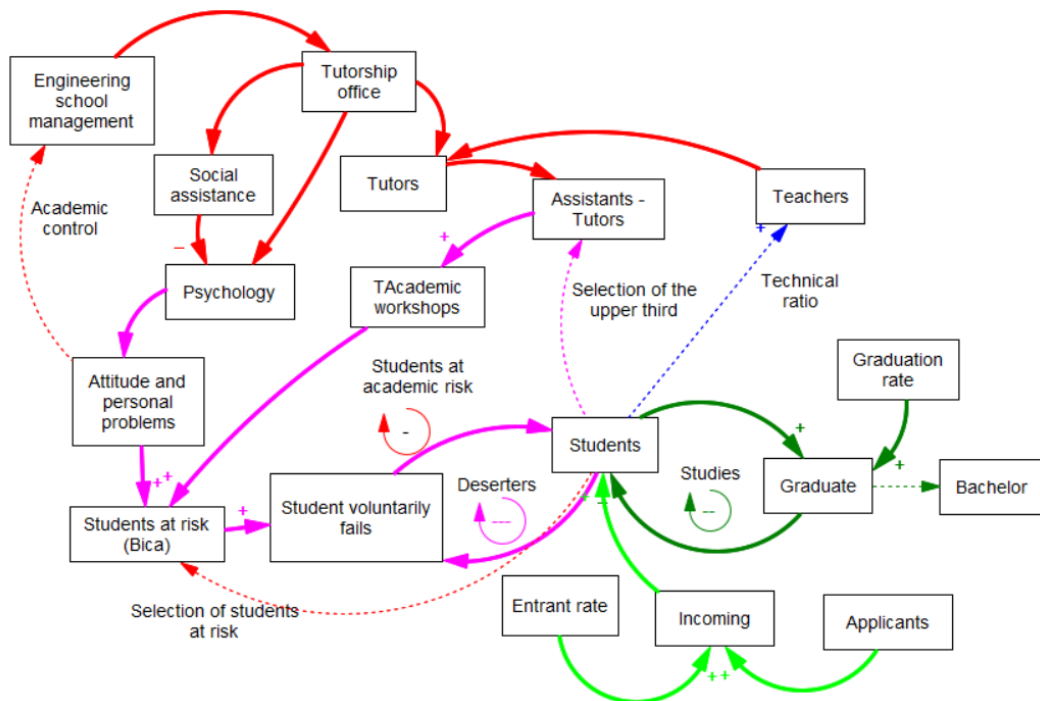 Engineering
school
management
Tutorship
office
Social
assistance
Tutors
Assistants -
Tutors
Teachers
Academic
control
–
+
+
Psychology
TAcademic
workshops
Selection of the
upper third
Technical
ratio
Attitude and
personal
problems
Students at
academic risk
-
Graduation
rate
Students
+
+
Graduate
Bachelor
++
Students at risk
(Bica)
+
Student voluntarily
fails
Deserters
---
Studies
--
+ –
Selection of students
at risk
Entrant rate
Incoming
Applicants
++